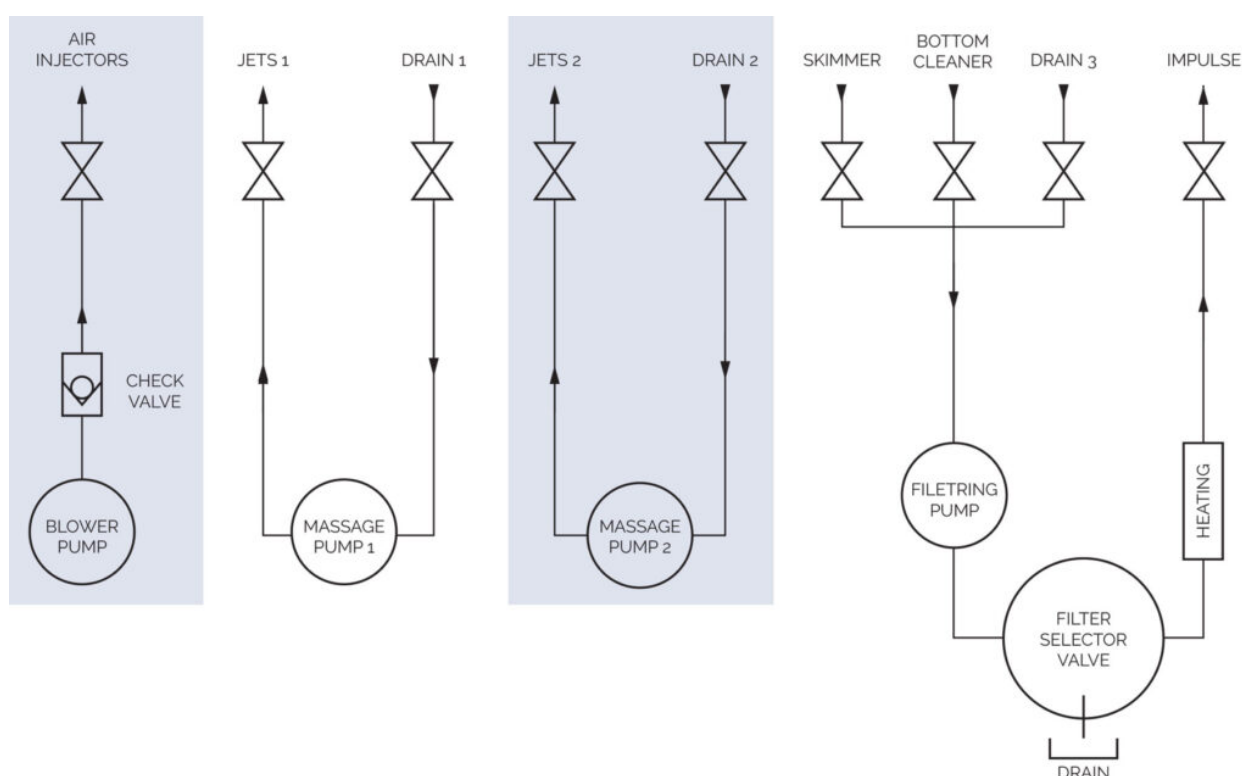 AIR
INJECTORS
JETS 1
DRAIN 1
JETS 2
DRAIN 2
SKIMMER
BOTTOM
CLEANER
DRAIN 3
IMPULSE
CHECK
VALVE
BLOWER
PUMP
MASSAGE
PUMP 1
MASSAGE
PUMP 2
FILETRING
PUMP
HEATING
FILTER
SELECTOR
VALVE
DRAIN